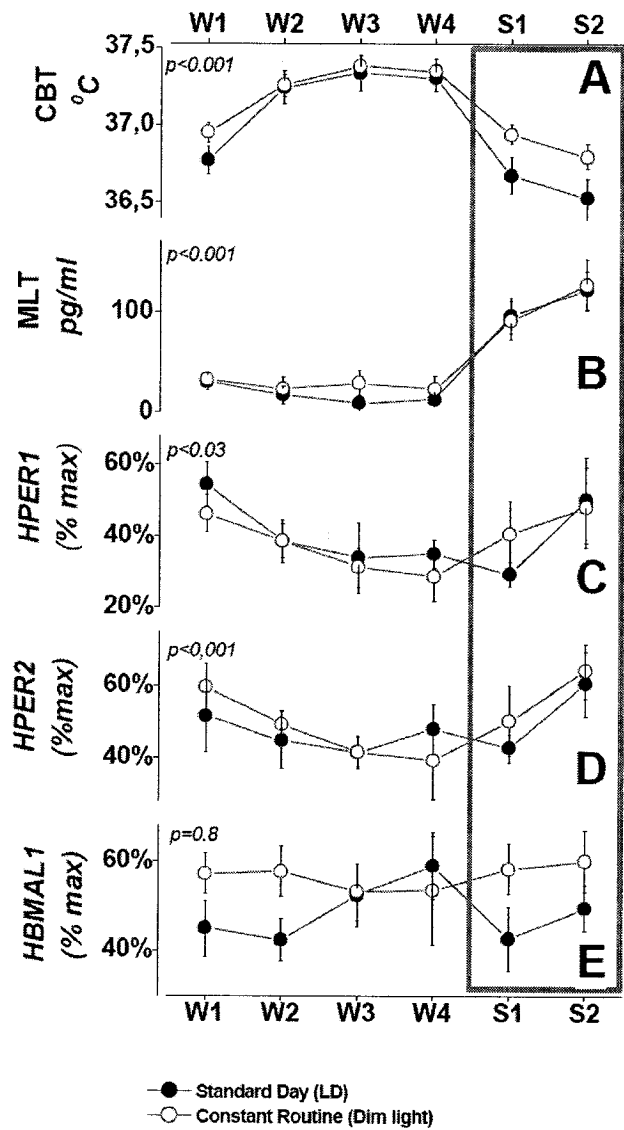 W1 W2 W3 W4 S1 S2
37,5
p<0.001
A
CBT
°C
37,0
36,5
p<0.001
MLT
pg/ml
100
B
0
p<0.03
60%
HPER1
(% max)
40%
C
20%
p<0,001
60%
HPER2
(%max)
40%
D
p=0.8
60%
HBMAL1
(% max)
40%
E
W1 W2 W3 W4 S1 S2
Standard Day (LD)
Constant Routine (Dim light)